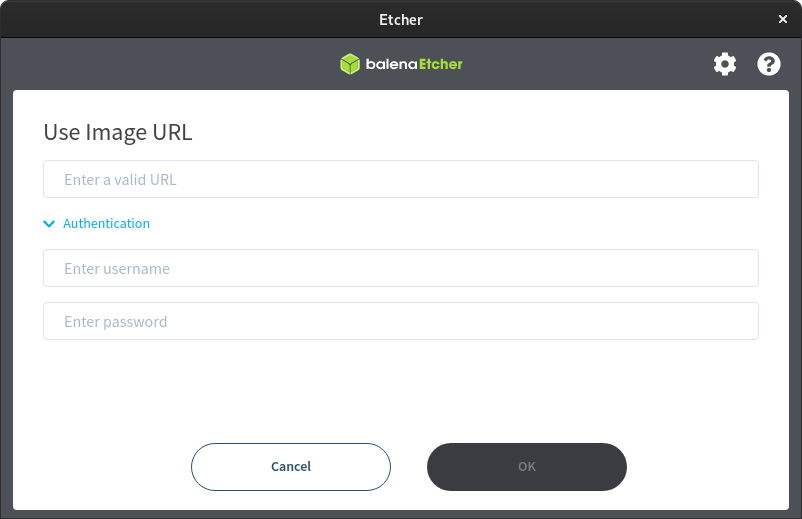 Etcher
balenaEtcher
Use Image URL
Enter a valid URL
Authentication
Enter username
Enter password
Cancel
OK